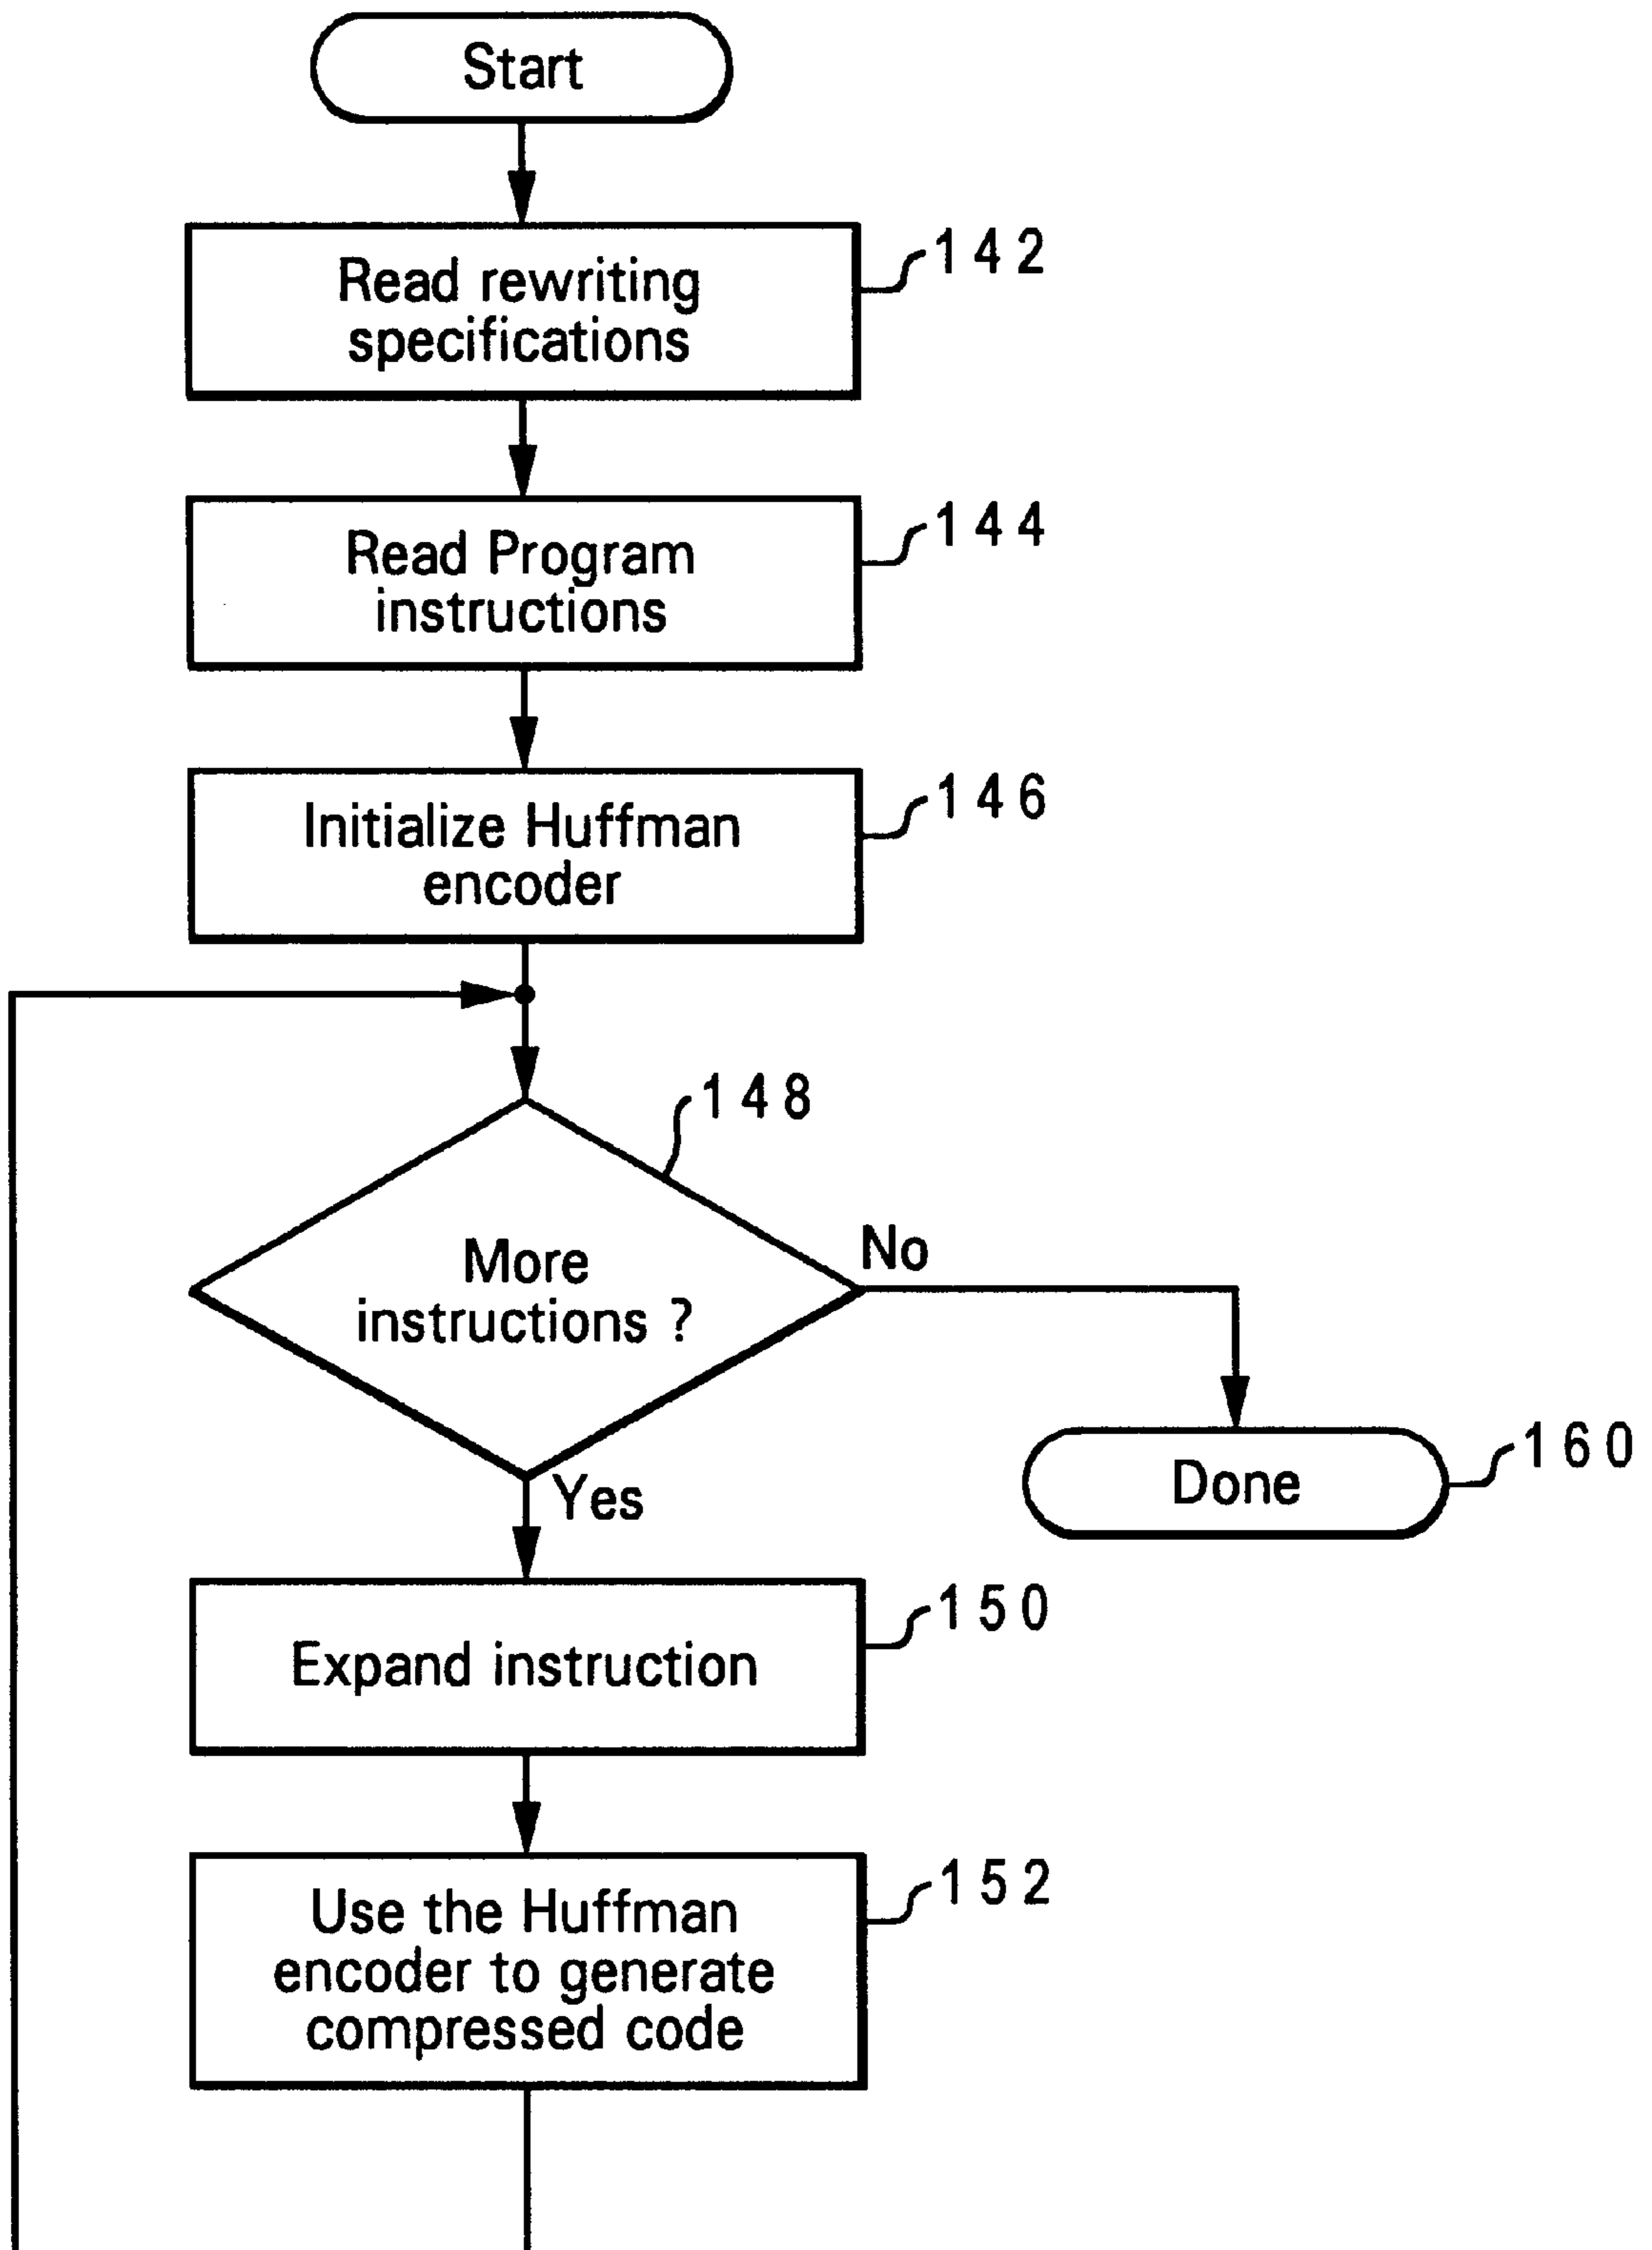 Start
Read rewriting
specifications
142
Read Program
instructions
144
Initialize Huffman
encoder
146
148
More
instructions ?
No
Yes
Done
160
Expand instruction
150
Use the Huffman
encoder to generate
compressed code
152